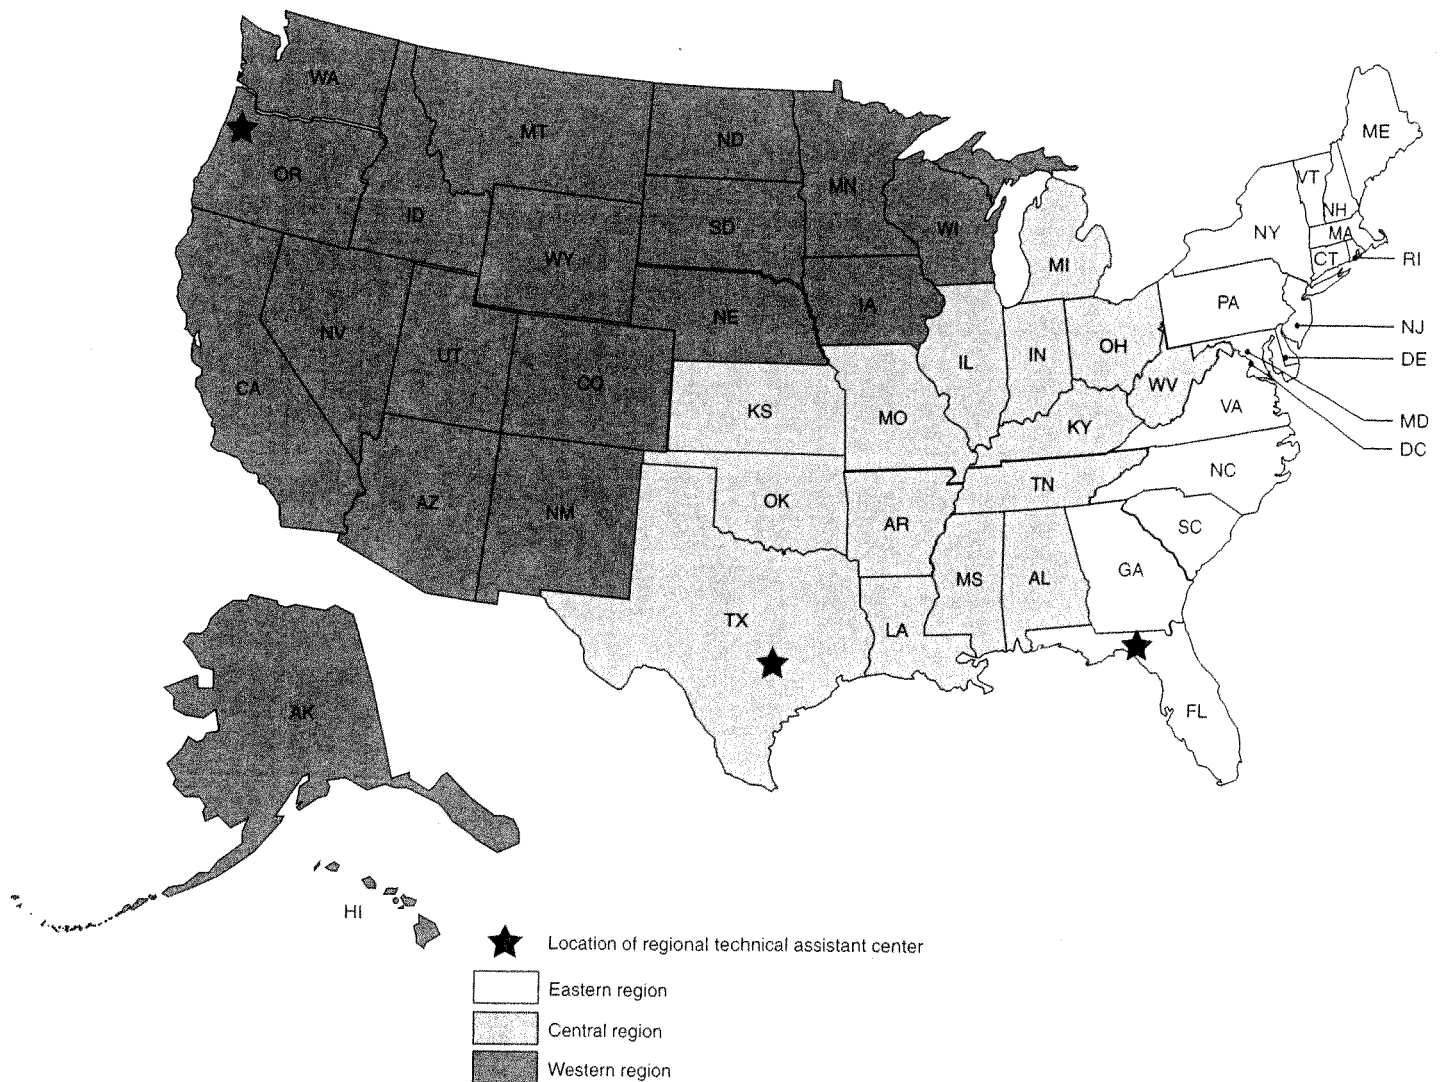 WA
ME
MT
ND
VT
OR
MN
NH
ID
SD
WI
NY
MA
WY
MI
CT
RI
IA
PA
NE
NV
NJ
UT
OH
IN
DE
IL
CA
CO
WV
KS
VA
MO
MD
KY
DC
NC
TN
AZ
OK
NM
AR
SC
GA
MS
AL
TX
LA
FL
AK
HI
Location of regional technical assistant center
Eastern region
Central region
Western region